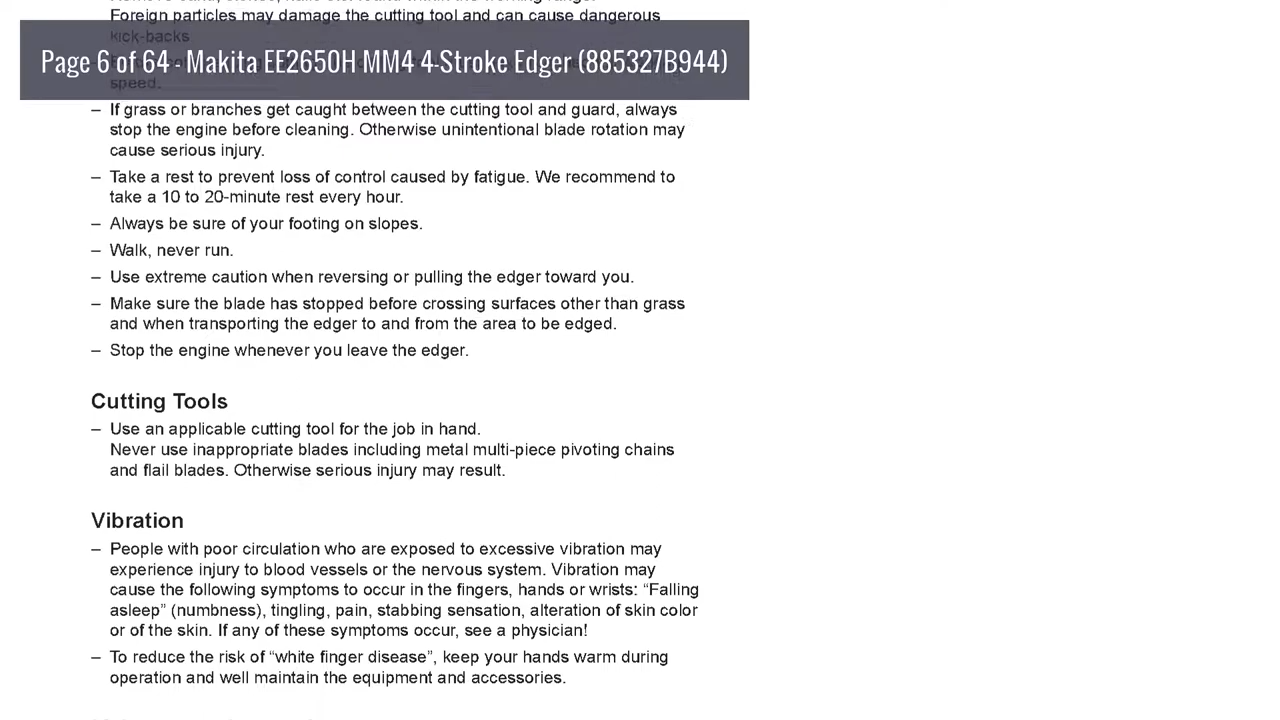 Foreign particles may damage the cutting tool and can cause dangerous
kick-backs
Page 6 of 64 - Makita EE2650H MM4 4-Stroke Edger (885327B944)
speed.
– If grass or branches get caught between the cutting tool and guard, always
stop the engine before cleaning. Otherwise unintentional blade rotation may
cause serious injury.
– Take a rest to prevent loss of control caused by fatigue. We recommend to
take a 10 to 20-minute rest every hour.
– Always be sure of your footing on slopes.
– Walk, never run.
– Use extreme caution when reversing or pulling the edger toward you.
– Make sure the blade has stopped before crossing surfaces other than grass
and when transporting the edger to and from the area to be edged.
– Stop the engine whenever you leave the edger.
Cutting Tools
– Use an applicable cutting tool for the job in hand.
Never use inappropriate blades including metal multi-piece pivoting chains
and flail blades. Otherwise serious injury may result.
Vibration
– People with poor circulation who are exposed to excessive vibration may
experience injury to blood vessels or the nervous system. Vibration may
cause the following symptoms to occur in the fingers, hands or wrists: “Falling
asleep” (numbness), tingling, pain, stabbing sensation, alteration of skin color
or of the skin. If any of these symptoms occur, see a physician!
– To reduce the risk of “white finger disease”, keep your hands warm during
operation and well maintain the equipment and accessories.